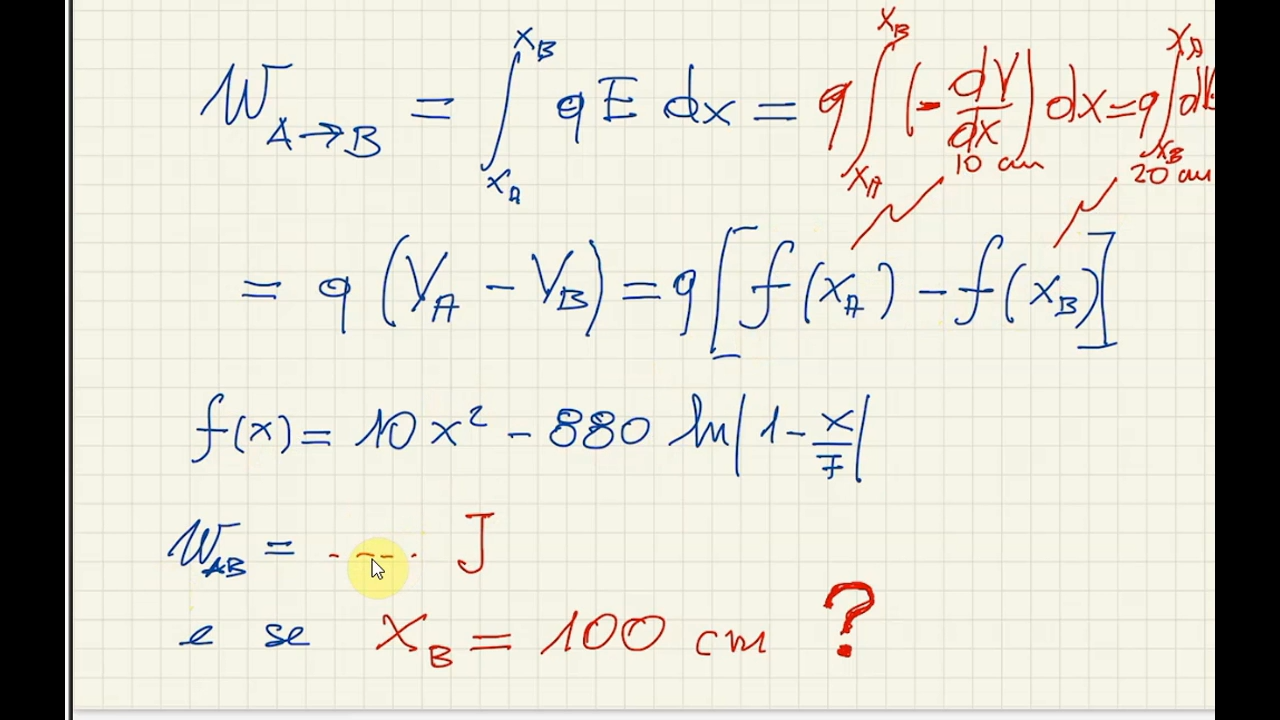 W_{A→B} = ∫_{x_A}^{x_B} qE dx = q ∫_{x_A}^{x_B} (-dV/dx) dx = q ∫_{x_B}^{x_A} dV
10 cm 20 cm
= q (V_A - V_B) = q [f(x_A) - f(x_B)]
f(x) = 10x² - 880 ln|1 - x/7|
W_{AB} = ..... J
e se x_B = 100 cm ?